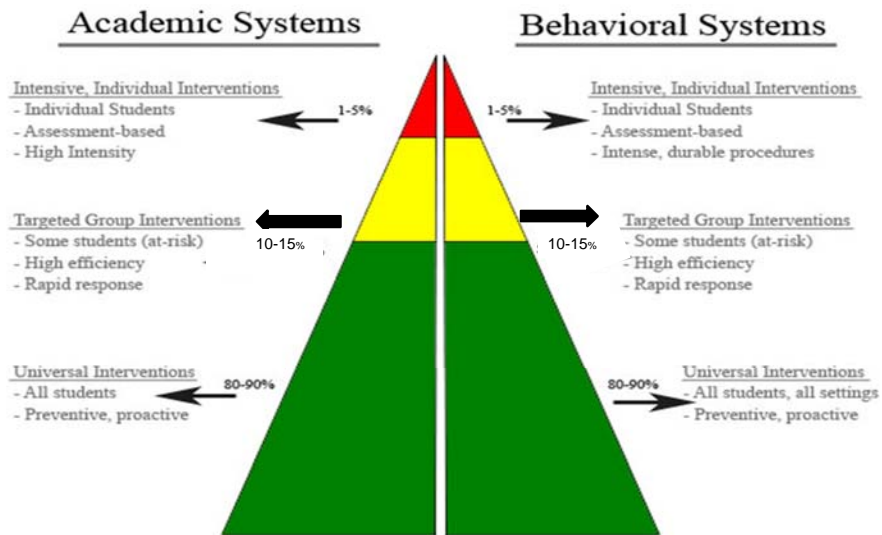 Academic Systems
Intensive, Individual Interventions
- Individual Students
- Assessment-based
- High Intensity
1-5%
Targeted Group Interventions
- Some students (at-risk)
- High efficiency
- Rapid response
10-15%
Universal Interventions
- All students
- Preventive, proactive
80-90%
Behavioral Systems
1-5%
Intensive, Individual Interventions
- Individual Students
- Assessment-based
- Intense, durable procedures
10-15%
Targeted Group Interventions
- Some students (at-risk)
- High efficiency
- Rapid response
80-90%
Universal Interventions
- All students, all settings
- Preventive, proactive